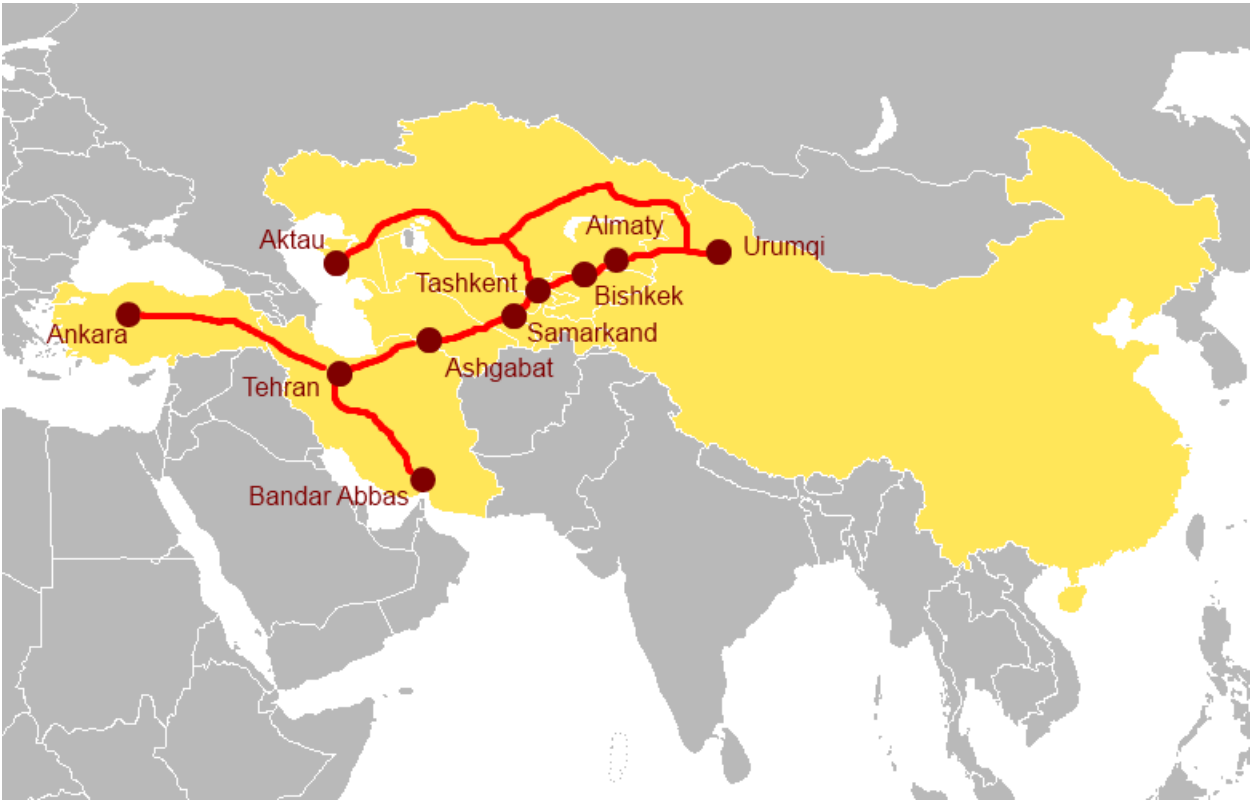 Almaty
Aktau
Urumqi
Tashkent
Bishkek
Ankara
Samarkand
Ashgabat
Tehran
Bandar Abbas